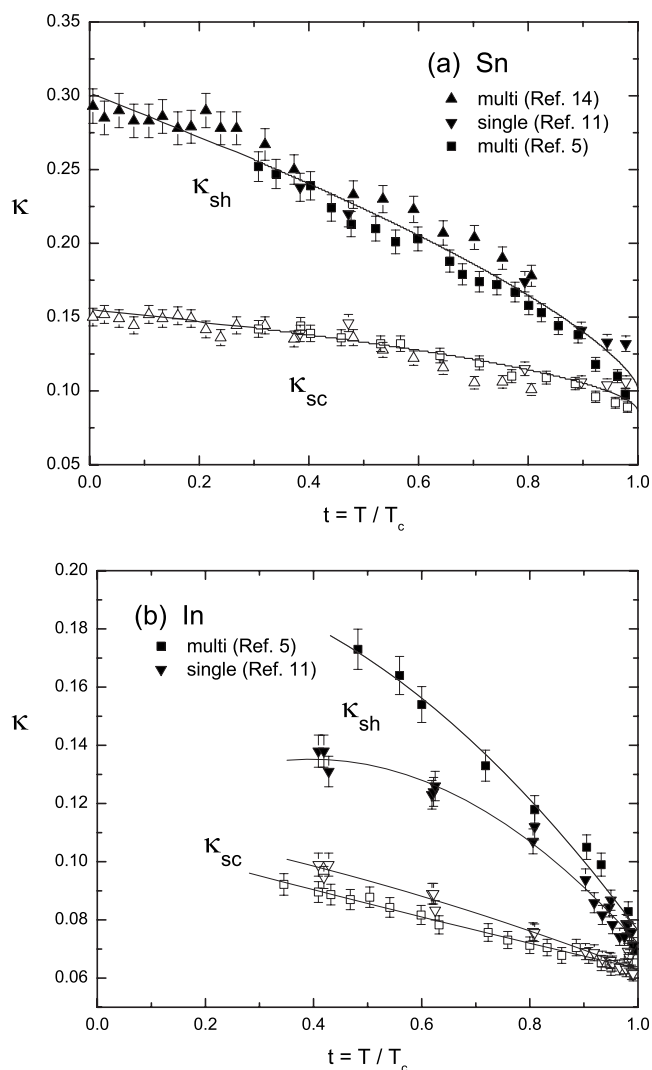 0.35
0.30
0.25
0.20
0.15
0.10
0.05
κ
(a) Sn
multi (Ref. 14)
single (Ref. 11)
multi (Ref. 5)
κsh
κsc
0.0 0.2 0.4 0.6 0.8 1.0
t = T / Tc
0.20
0.18
0.16
0.14
0.12
0.10
0.08
0.06
κ
(b) In
multi (Ref. 5)
single (Ref. 11)
κsh
κsc
0.0 0.2 0.4 0.6 0.8 1.0
t = T / Tc